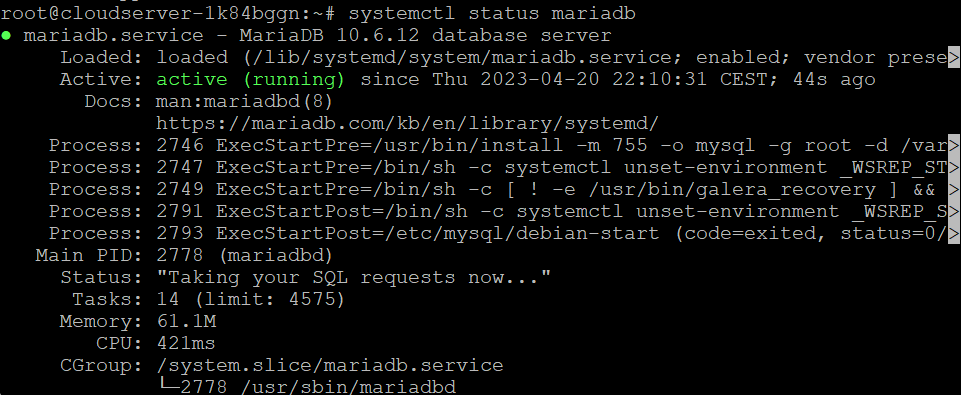 root@cloudserver-1k84bggn:~# systemctl status mariadb
● mariadb.service - MariaDB 10.6.12 database server
Loaded: loaded (/lib/systemd/system/mariadb.service; enabled; vendor prese>
Active: active (running) since Thu 2023-04-20 22:10:31 CEST; 44s ago
Docs: man:mariadbd(8)
https://mariadb.com/kb/en/library/systemd/
Process: 2746 ExecStartPre=/usr/bin/install -m 755 -o mysql -g root -d /var>
Process: 2747 ExecStartPre=/bin/sh -c systemctl unset-environment _WSREP_ST>
Process: 2749 ExecStartPre=/bin/sh -c [ ! -e /usr/bin/galera_recovery ] && >
Process: 2791 ExecStartPost=/bin/sh -c systemctl unset-environment _WSREP_S>
Process: 2793 ExecStartPost=/etc/mysql/debian-start (code=exited, status=0/>
Main PID: 2778 (mariadbd)
Status: "Taking your SQL requests now..."
Tasks: 14 (limit: 4575)
Memory: 61.1M
CPU: 421ms
CGroup: /system.slice/mariadb.service
└─2778 /usr/sbin/mariadbd